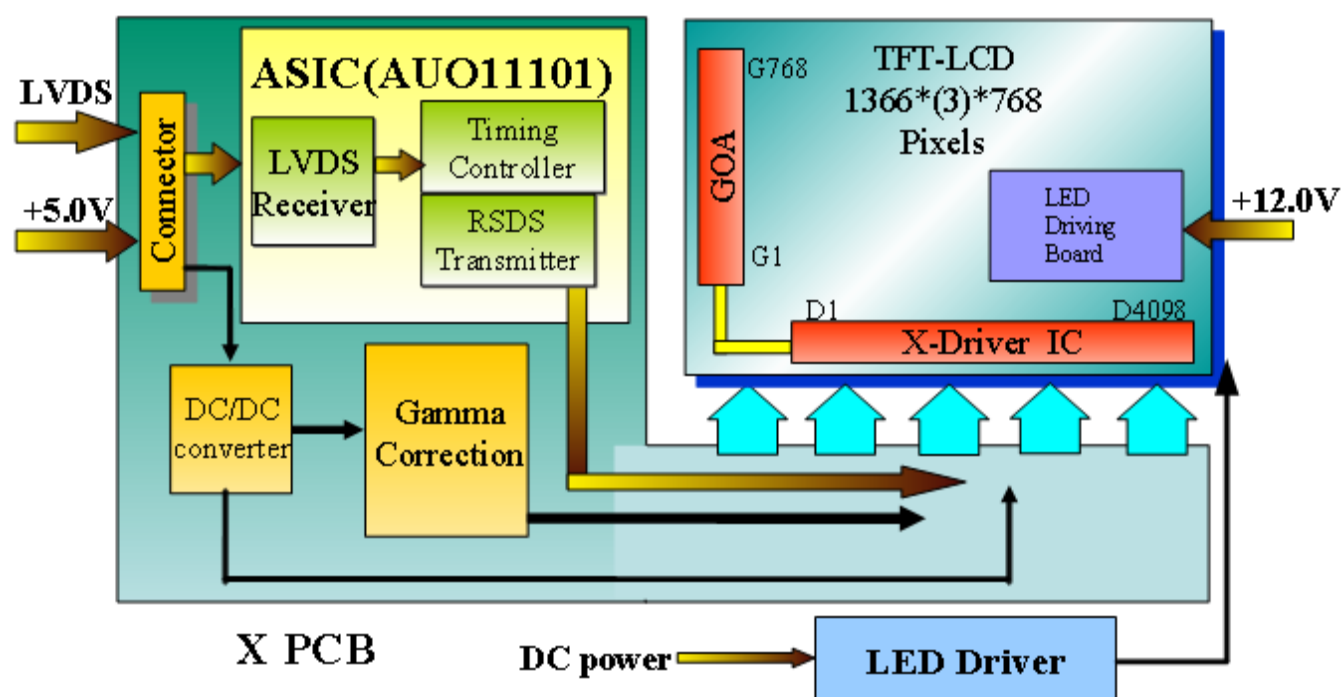 LVDS
+5.0V
Connector
ASIC(AUO11101)
LVDS
Receiver
Timing
Controller
RSDS
Transmitter
DC/DC
converter
Gamma
Correction
X PCB
G768
GOA
G1
TFT-LCD
1366*(3)*768
Pixels
LED
Driving
Board
+12.0V
D1
D4098
X-Driver IC
DC power
LED Driver